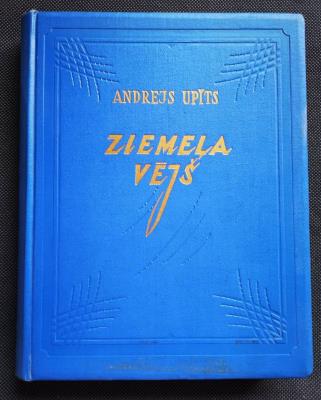 ANDREJS UPĪTS
ZIEMEĻA
VĒJŠ